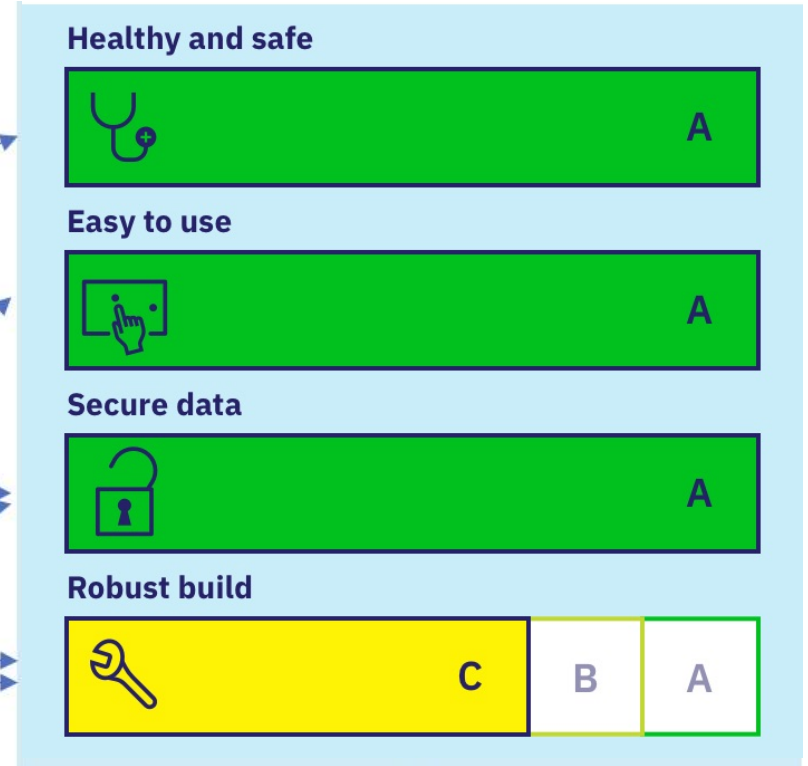 Healthy and safe
A
Easy to use
A
Secure data
A
Robust build
C B A